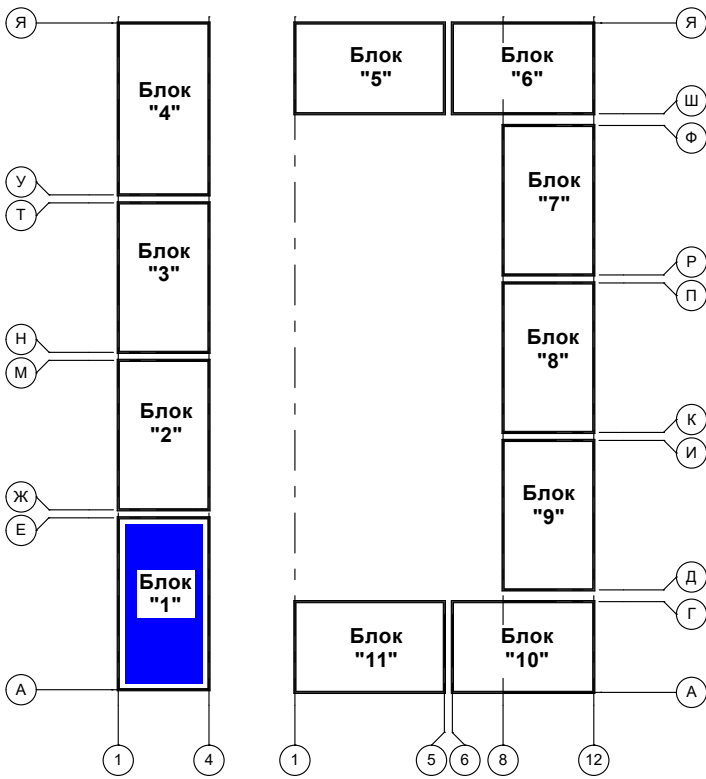 Я
Я
Блок
"4"
Блок
"5"
Блок
"6"
Ш
Ф
Блок
"7"
У
Т
Блок
"3"
Р
П
Н
М
Блок
"8"
Блок
"2"
К
И
Ж
Е
Блок
"9"
Блок
"1"
Д
Г
Блок
"11"
Блок
"10"
А
А
1
4
1
5
6
8
12